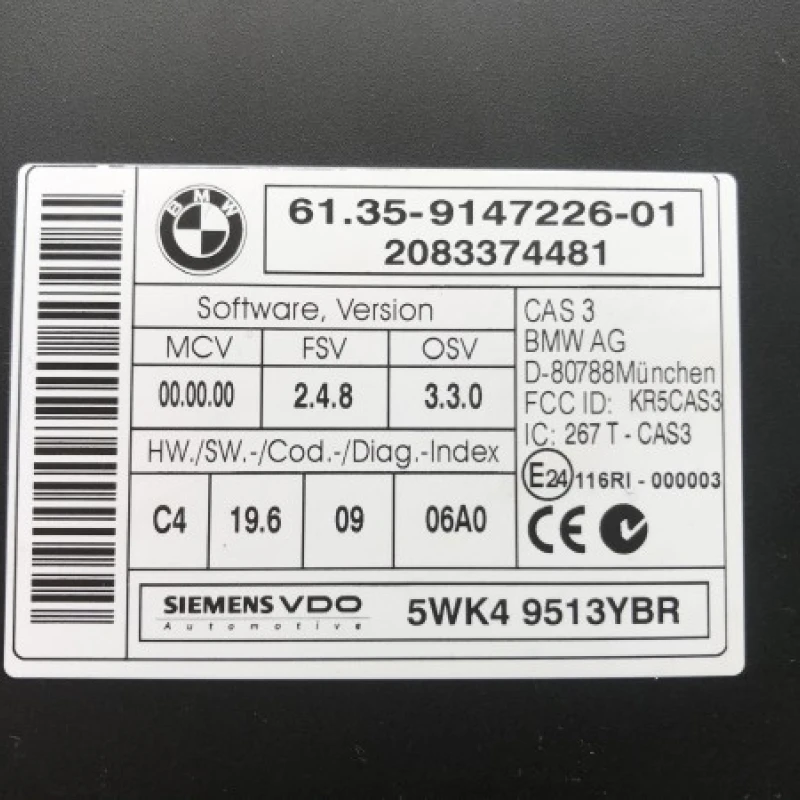 BMW
61.35-9147226-01
2083374481
Software, Version
MCV FSV OSV
00.00.00 2.4.8 3.3.0
HW./SW.-/Cod.-/Diag.-Index
C4 19.6 09 06A0
CAS 3
BMW AG
D-80788München
FCC ID: KR5CAS3
IC: 267 T - CAS3
E24 116RI - 000003
CE
SIEMENS VDO
Automotive
5WK4 9513YBR